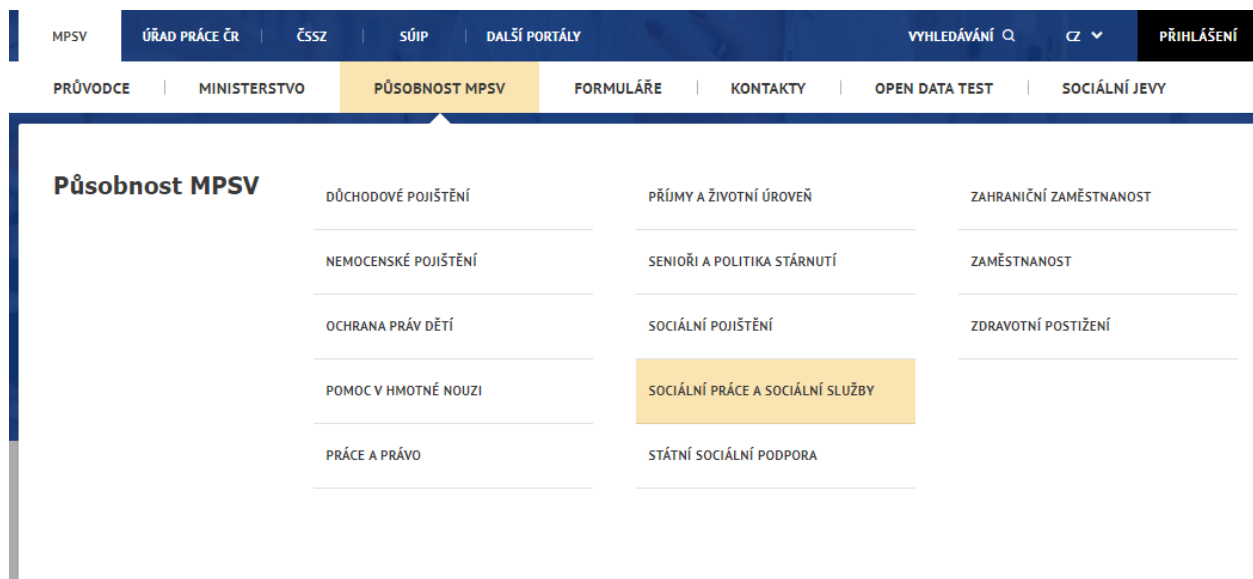 MPSV ÚŘAD PRÁCE ČR ČSSZ SÚIP DALŠÍ PORTÁLY VYHLEDÁVÁNÍ CZ PŘIHLÁŠENÍ
PRŮVODCE MINISTERSTVO PŮSOBNOST MPSV FORMULÁŘE KONTAKTY OPEN DATA TEST SOCIÁLNÍ JEVY
Působnost MPSV
DŮCHODOVÉ POJIŠTĚNÍ
NEMOCENSKÉ POJIŠTĚNÍ
OCHRANA PRÁV DĚTÍ
POMOC V HMOTNÉ NOUZI
PRÁCE A PRÁVO
PŘÍJMY A ŽIVOTNÍ ÚROVEŇ
SENIOŘI A POLITIKA STÁRNUTÍ
SOCIÁLNÍ POJIŠTĚNÍ
SOCIÁLNÍ PRÁCE A SOCIÁLNÍ SLUŽBY
STÁTNÍ SOCIÁLNÍ PODPORA
ZAHRANIČNÍ ZAMĚSTNANOST
ZAMĚSTNANOST
ZDRAVOTNÍ POSTIŽENÍ